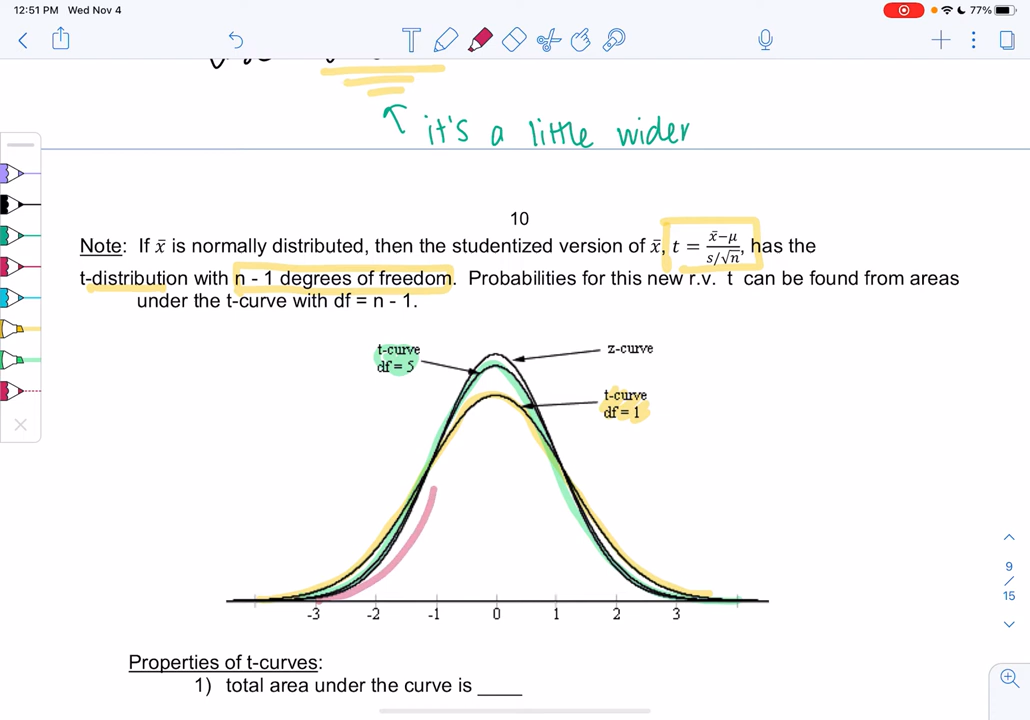 12:51 PM Wed Nov 4
77%
it's a little wider
10
Note: If x̄ is normally distributed, then the studentized version of x̄, t = (x̄−μ)/(s/√n), has the
t-distribution with n - 1 degrees of freedom. Probabilities for this new r.v. t can be found from areas
under the t-curve with df = n - 1.
t-curve
df = 5
z-curve
t-curve
df = 1
-3 -2 -1 0 1 2 3
9
/
15
Properties of t-curves:
1) total area under the curve is ____